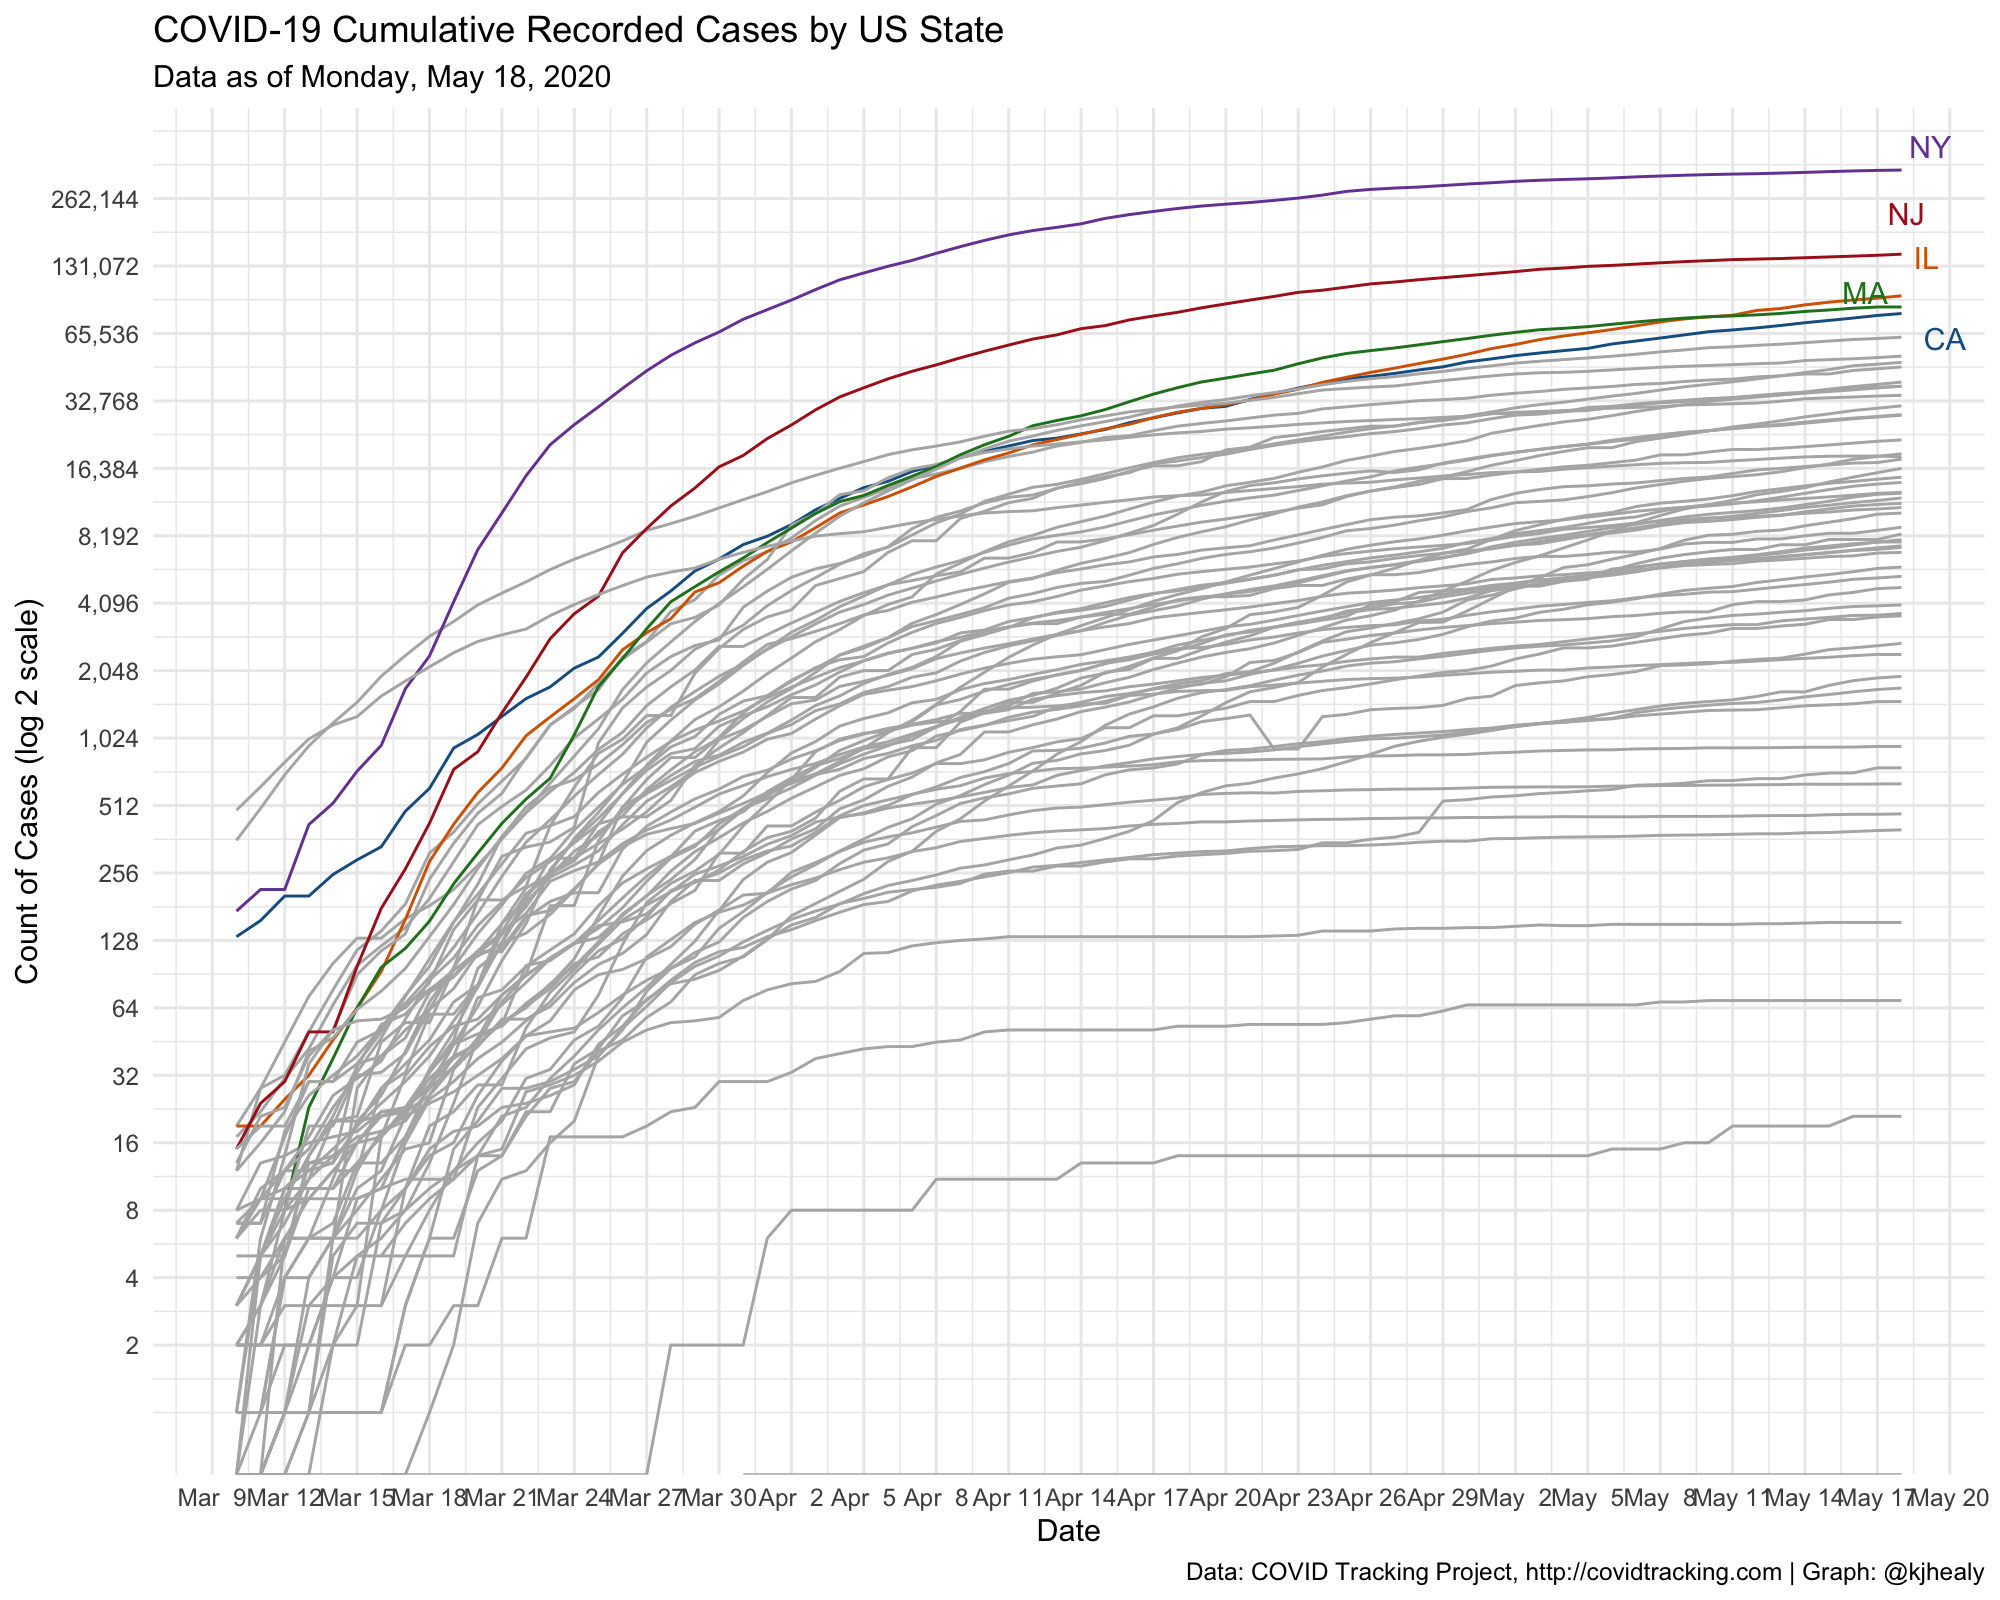 COVID-19 Cumulative Recorded Cases by US State
Data as of Monday, May 18, 2020
NY
NJ
IL
MA
CA
262,144
131,072
65,536
32,768
16,384
8,192
4,096
2,048
1,024
512
256
128
64
32
16
8
4
2
Count of Cases (log 2 scale)
Mar 9 Mar 12 Mar 15 Mar 18 Mar 21 Mar 24 Mar 27 Mar 30 Apr 2 Apr 5 Apr 8 Apr 11 Apr 14 Apr 17 Apr 20 Apr 23 Apr 26 Apr 29 May 2 May 5 May 8 May 11 May 14 May 17 May 20
Date
Data: COVID Tracking Project, http://covidtracking.com | Graph: @kjhealy